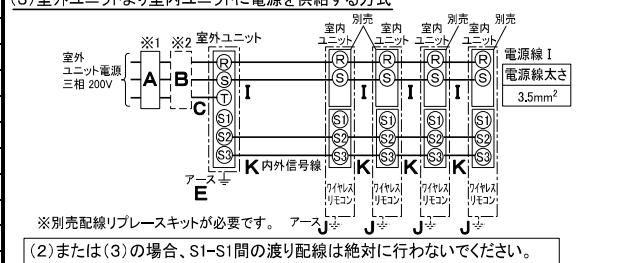 (3)室外ユニットより室内ユニットに電源を供給する方式
別売 別売
※1 ※2 室外ユニット 室内ユニット 室内ユニット 室内ユニット 室内ユニット
室外
ユニット電源
三相 200V
A B C
R S T S1 S2 S3
R S S1 S2 S3
R S S1 S2 S3
R S S1 S2 S3
R S S1 S2 S3
I I I I
電源線 I
電源線太さ
3.5mm²
K 内外信号線 K K K
アース
E
ワイヤレスリモコン ワイヤレスリモコン ワイヤレスリモコン ワイヤレスリモコン
※別売配線リプレースキットが必要です。 アース J J J J
(2)または(3)の場合、S1-S1間の渡り配線は絶対に行わないでください。